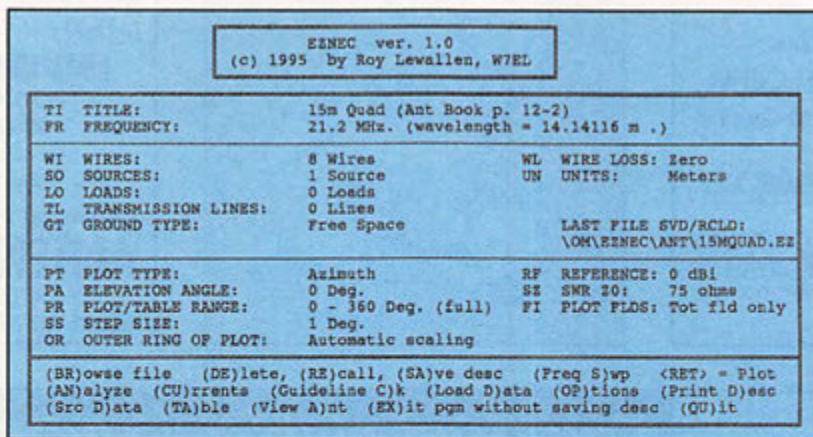 EZNEC ver. 1.0
(c) 1995 by Roy Lewallen, W7EL
TI TITLE: 15m Quad (Ant Book p. 12-2)
FR FREQUENCY: 21.2 MHz. (wavelength = 14.14116 m .)
WI WIRES: 8 Wires WL WIRE LOSS: Zero
SO SOURCES: 1 Source UN UNITS: Meters
LO LOADS: 0 Loads
TL TRANSMISSION LINES: 0 Lines
GT GROUND TYPE: Free Space LAST FILE SVD/RCLD:
\OM\EZNEC\ANT\15MQUAD.EZ
PT PLOT TYPE: Azimuth RF REFERENCE: 0 dBi
PA ELEVATION ANGLE: 0 Deg. SZ SWR Z0: 75 ohms
PR PLOT/TABLE RANGE: 0 - 360 Deg. (full) FI PLOT FLDS: Tot fld only
SS STEP SIZE: 1 Deg.
OR OUTER RING OF PLOT: Automatic scaling
(BR)owse file (DE)lete, (RE)call, (SA)ve desc (Freq S)wp <RET> = Plot
(AN)alyze (CU)rrents (Guideline C)k (Load D)ata (OP)tions (Print D)esc
(Src D)ata (TA)ble (View A)nt (EX)it pgm without saving desc (QU)it